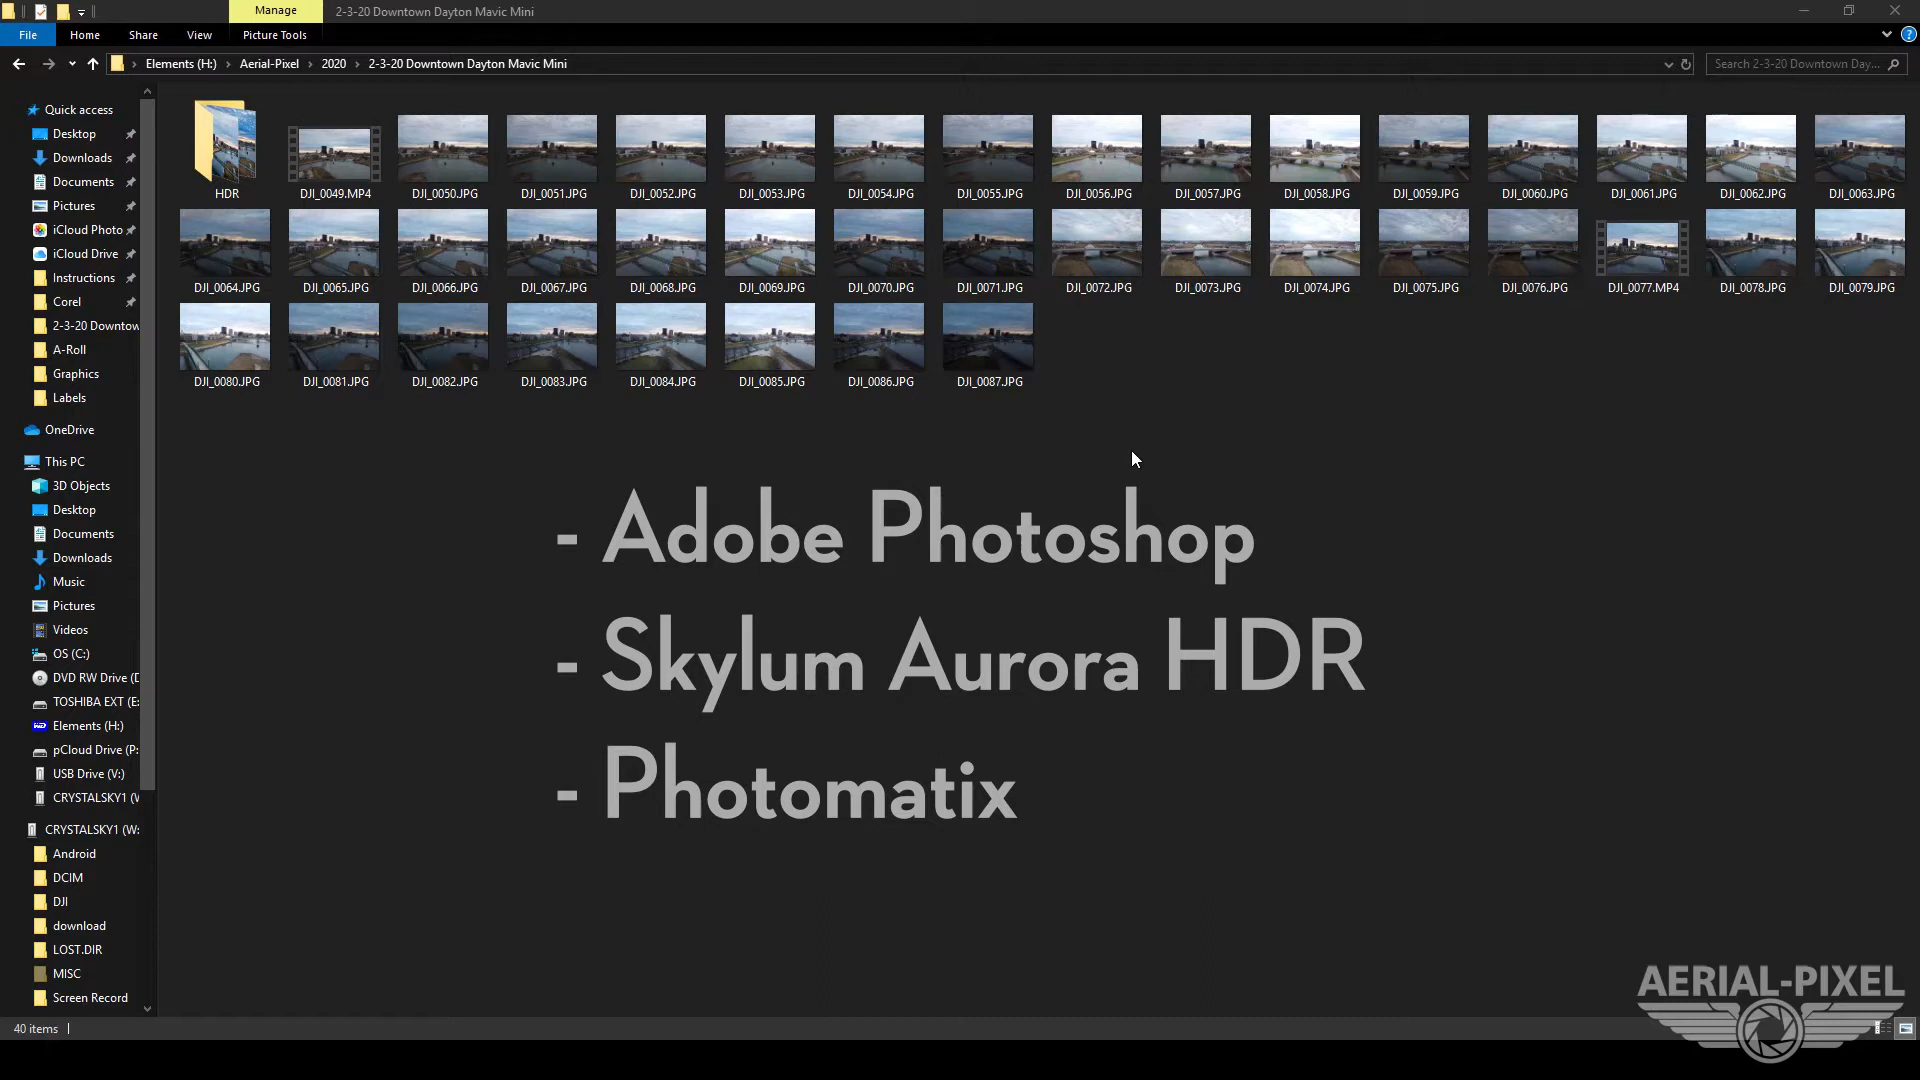 Manage
2-3-20 Downtown Dayton Mavic Mini
File Home Share View Picture Tools
Elements (H:) Aerial-Pixel 2020 2-3-20 Downtown Dayton Mavic Mini
Search 2-3-20 Downtown Day...
Quick access
Desktop
Downloads
Documents
Pictures
iCloud Photo
iCloud Drive
Instructions
Corel
2-3-20 Downtow
A-Roll
Graphics
Labels
OneDrive
This PC
3D Objects
Desktop
Documents
Downloads
Music
Pictures
Videos
OS (C:)
DVD RW Drive (D
TOSHIBA EXT (E:
Elements (H:)
pCloud Drive (P:
USB Drive (V:)
CRYSTALSKY1 (W
CRYSTALSKY1 (W:
Android
DCIM
DJI
download
LOST.DIR
MISC
Screen Record
HDR DJI_0049.MP4 DJI_0050.JPG DJI_0051.JPG DJI_0052.JPG DJI_0053.JPG DJI_0054.JPG DJI_0055.JPG DJI_0056.JPG DJI_0057.JPG DJI_0058.JPG DJI_0059.JPG DJI_0060.JPG DJI_0061.JPG DJI_0062.JPG DJI_0063.JPG
DJI_0064.JPG DJI_0065.JPG DJI_0066.JPG DJI_0067.JPG DJI_0068.JPG DJI_0069.JPG DJI_0070.JPG DJI_0071.JPG DJI_0072.JPG DJI_0073.JPG DJI_0074.JPG DJI_0075.JPG DJI_0076.JPG DJI_0077.MP4 DJI_0078.JPG DJI_0079.JPG
DJI_0080.JPG DJI_0081.JPG DJI_0082.JPG DJI_0083.JPG DJI_0084.JPG DJI_0085.JPG DJI_0086.JPG DJI_0087.JPG
- Adobe Photoshop
- Skylum Aurora HDR
- Photomatix
AERIAL-PIXEL
40 items